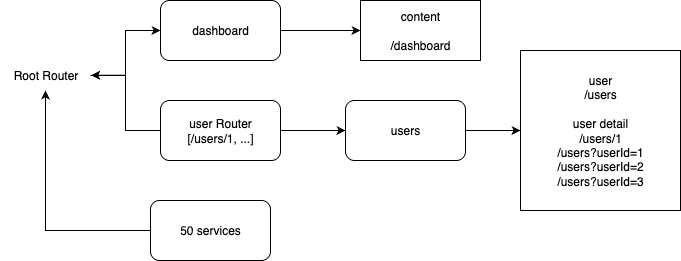 dashboard
content
/dashboard
Root Router
user Router
[/users/1, ...]
users
user
/users
user detail
/users/1
/users?userId=1
/users?userId=2
/users?userId=3
50 services